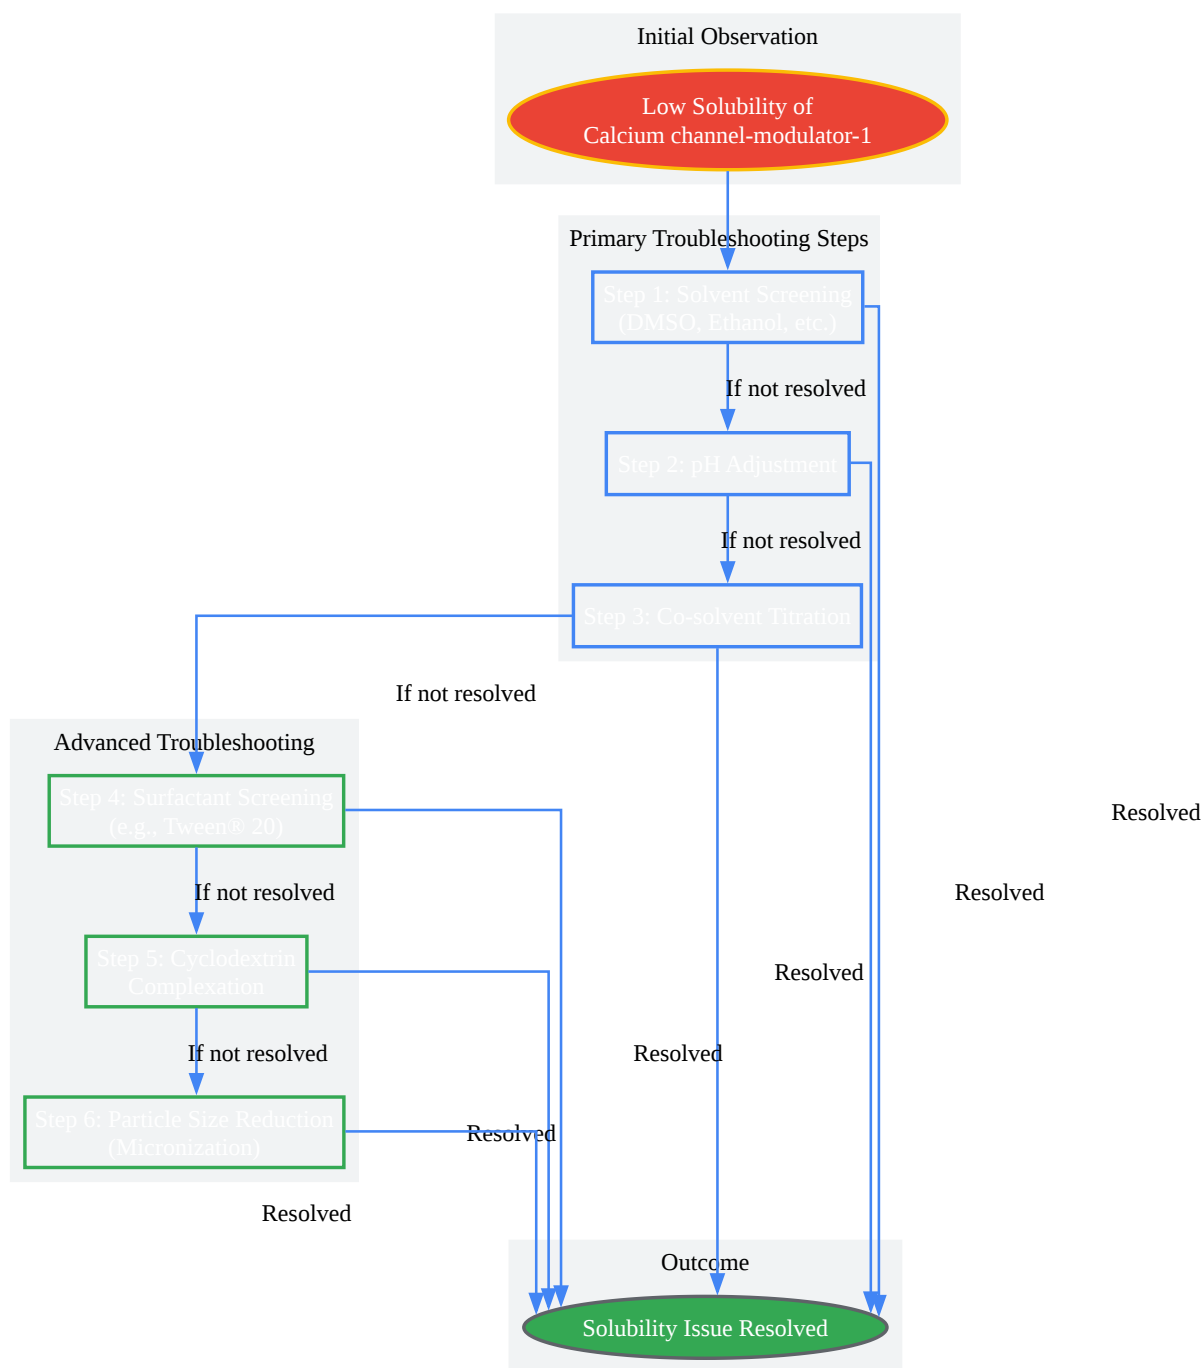 Initial Observation
Low Solubility of
Calcium channel-modulator-1
Primary Troubleshooting Steps
Step 1: Solvent Screening
(DMSO, Ethanol, etc.)
If not resolved
Step 2: pH Adjustment
If not resolved
Step 3: Co-solvent Titration
If not resolved
Advanced Troubleshooting
Step 4: Surfactant Screening
(e.g., Tween® 20)
Resolved
If not resolved
Resolved
Step 5: Cyclodextrin
Complexation
Resolved
If not resolved
Resolved
Step 6: Particle Size Reduction
(Micronization)
Resolved
Resolved
Outcome
Solubility Issue Resolved